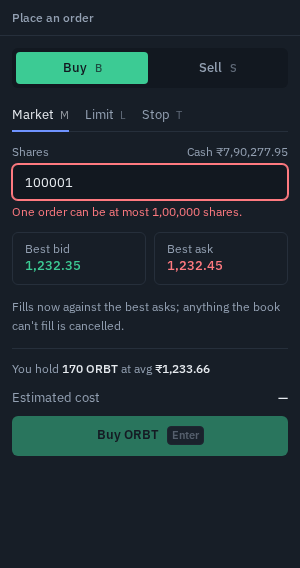 Place an order
Buy B
Sell S
Market M Limit L Stop T
Shares Cash ₹7,90,277.95
100001
One order can be at most 1,00,000 shares.
Best bid
1,232.35
Best ask
1,232.45
Fills now against the best asks; anything the book
can't fill is cancelled.
You hold 170 ORBT at avg ₹1,233.66
Estimated cost –
Buy ORBT Enter